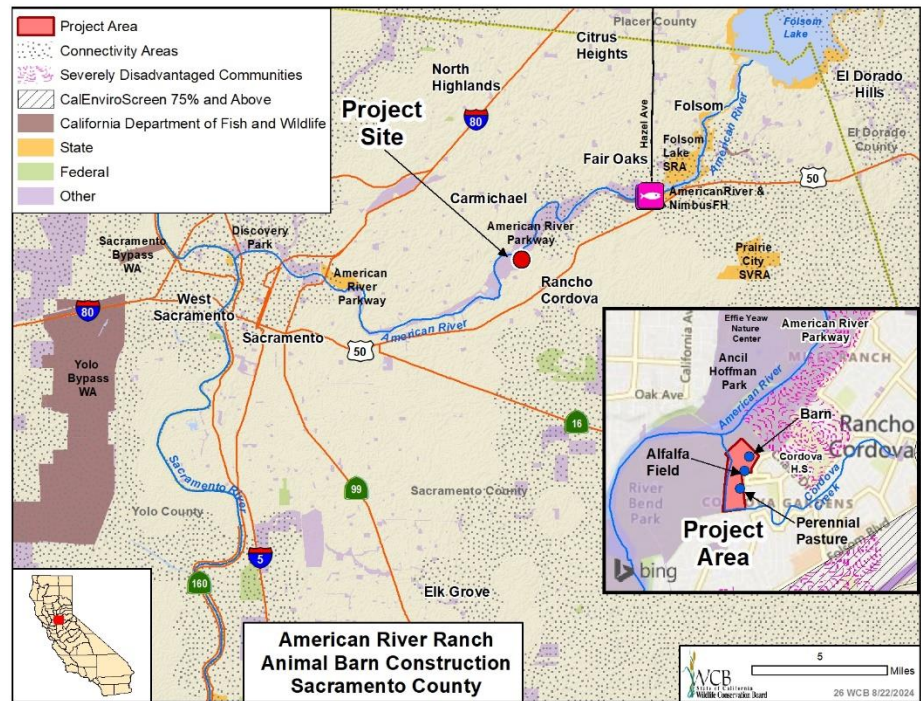 Project Area
Connectivity Areas
Severely Disadvantaged Communities
CalEnviroScreen 75% and Above
California Department of Fish and Wildlife
State
Federal
Other
Placer County
Folsom
Lake
Citrus
Heights
North
Highlands
El Dorado
Hills
Project
Site
80
Hazel Ave
Folsom
American River
Folsom
Lake
SRA
El Dorado
County
Fair Oaks
50
Carmichael
AmericanRiver &
NimbusFH
American River
Parkway
Discovery
Park
Sacramento
Bypass
WA
American
River
Parkway
Prairie
City
SVRA
Rancho
Cordova
West
Sacramento
80
Sacramento
American River
50
Yolo
Bypass
WA
16
Sacramento River
99
Sacramento County
Yolo County
5
160
Elk Grove
Effie Yeaw
Nature
Center
American River
Parkway
California Ave
Ancil
Hoffman
Park
Oak Ave
American River
Barn
Rancho
Cordova
Alfalfa
Field
Cordova
H.S.
Cordova
Creek
River
Bend
Park
Perennial
Pasture
Project
Area
Folsom Blvd
bing
American River Ranch
Animal Barn Construction
Sacramento County
5
Miles
WCB
State of California
Wildlife Conservation Board
26 WCB 8/22/2024